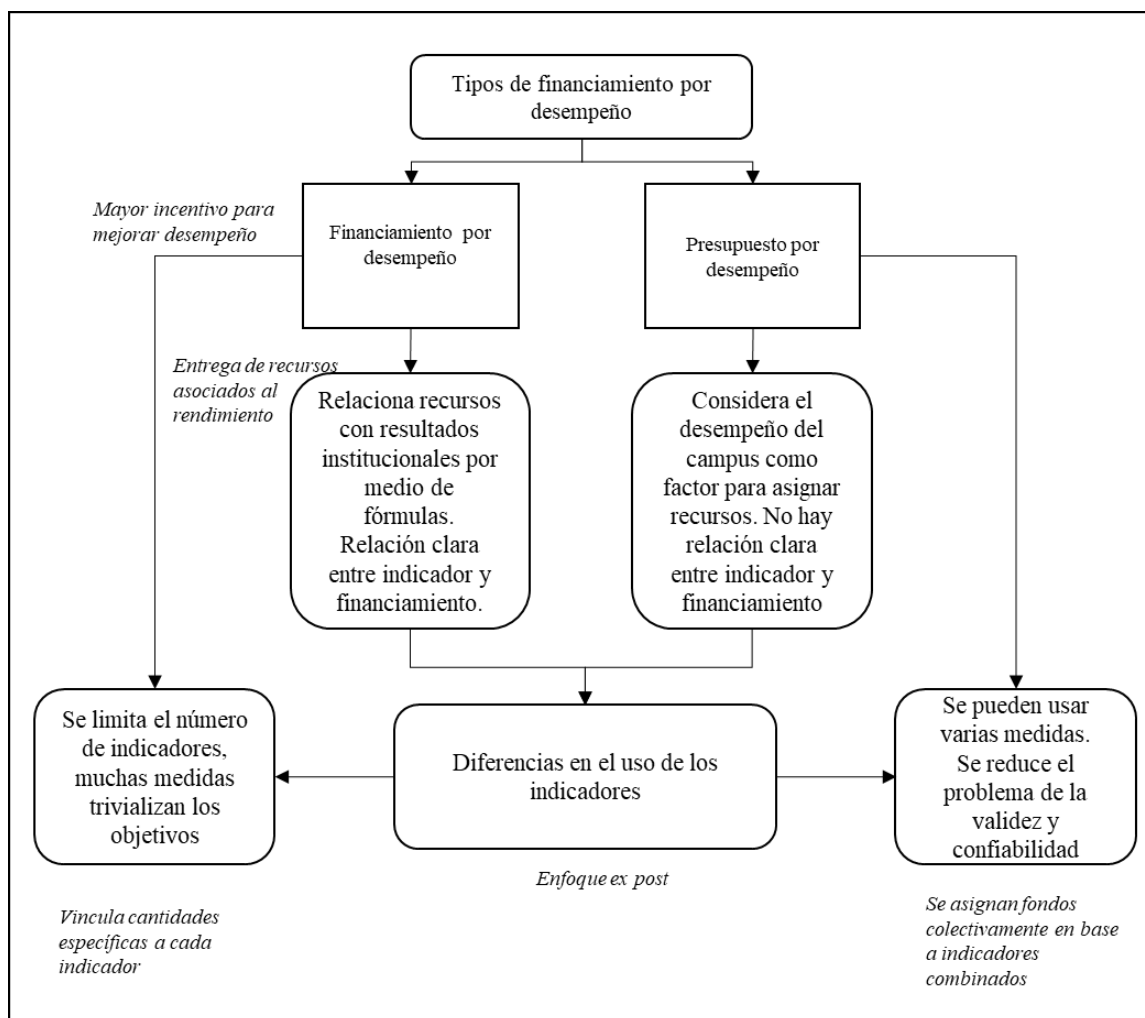 Tipos de financiamiento por
desempeño
Mayor incentivo para
mejorar desempeño
Financiamiento por
desempeño
Presupuesto por
desempeño
Entrega de recursos
asociados al
rendimiento
Relaciona recursos
con resultados
institucionales por
medio de
fórmulas.
Relación clara
entre indicador y
financiamiento.
Considera el
desempeño del
campus como
factor para asignar
recursos. No hay
relación clara
entre indicador y
financiamiento
Se limita el número
de indicadores,
muchas medidas
trivializan los
objetivos
Diferencias en el uso de los
indicadores
Se pueden usar
varias medidas.
Se reduce el
problema de la
validez y
confiabilidad
Enfoque ex post
Vincula cantidades
específicas a cada
indicador
Se asignan fondos
colectivamente en base
a indicadores
combinados